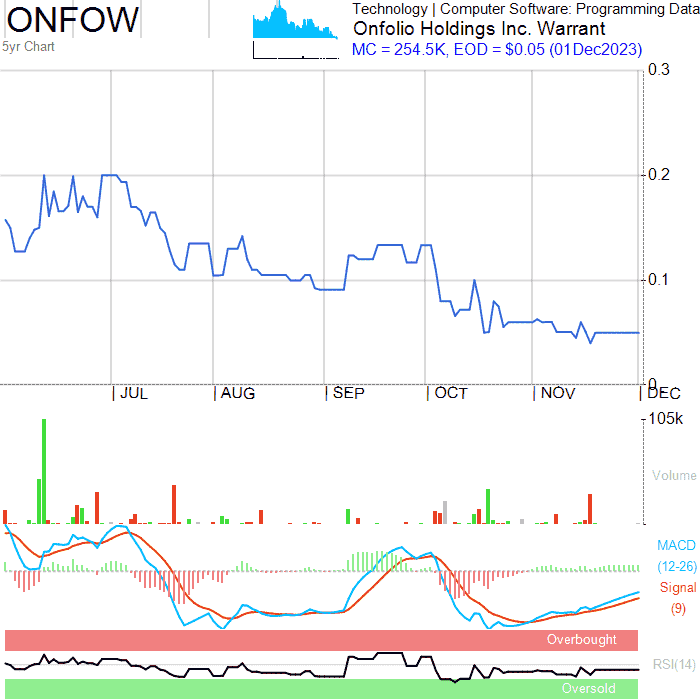 ONFOW
5yr Chart
Technology | Computer Software: Programming Data
Onfolio Holdings Inc. Warrant
MC = 254.5K, EOD = $0.05 (01Dec2023)
0.3
0.2
0.1
0
| JUL | AUG | SEP | OCT | NOV | DEC
105k
Volume
MACD
(12-26)
Signal
(9)
Overbought
RSI(14)
Oversold